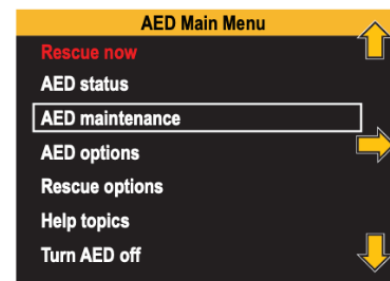 AED Main Menu
Rescue now
AED status
AED maintenance
AED options
Rescue options
Help topics
Turn AED off